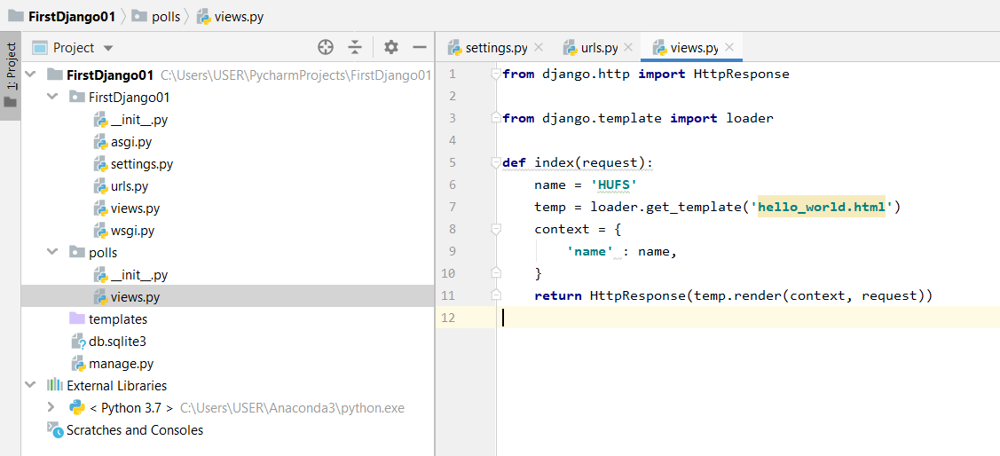 FirstDjango01 polls views.py
1: Project
Project
FirstDjango01 C:\Users\USER\PycharmProjects\FirstDjango01
FirstDjango01
__init__.py
asgi.py
settings.py
urls.py
views.py
wsgi.py
polls
__init__.py
views.py
templates
db.sqlite3
manage.py
External Libraries
< Python 3.7 > C:\Users\USER\Anaconda3\python.exe
Scratches and Consoles
settings.py urls.py views.py
1 from django.http import HttpResponse
2
3 from django.template import loader
4
5 def index(request):
6     name = 'HUFS'
7     temp = loader.get_template('hello_world.html')
8     context = {
9         'name' : name,
10     }
11     return HttpResponse(temp.render(context, request))
12